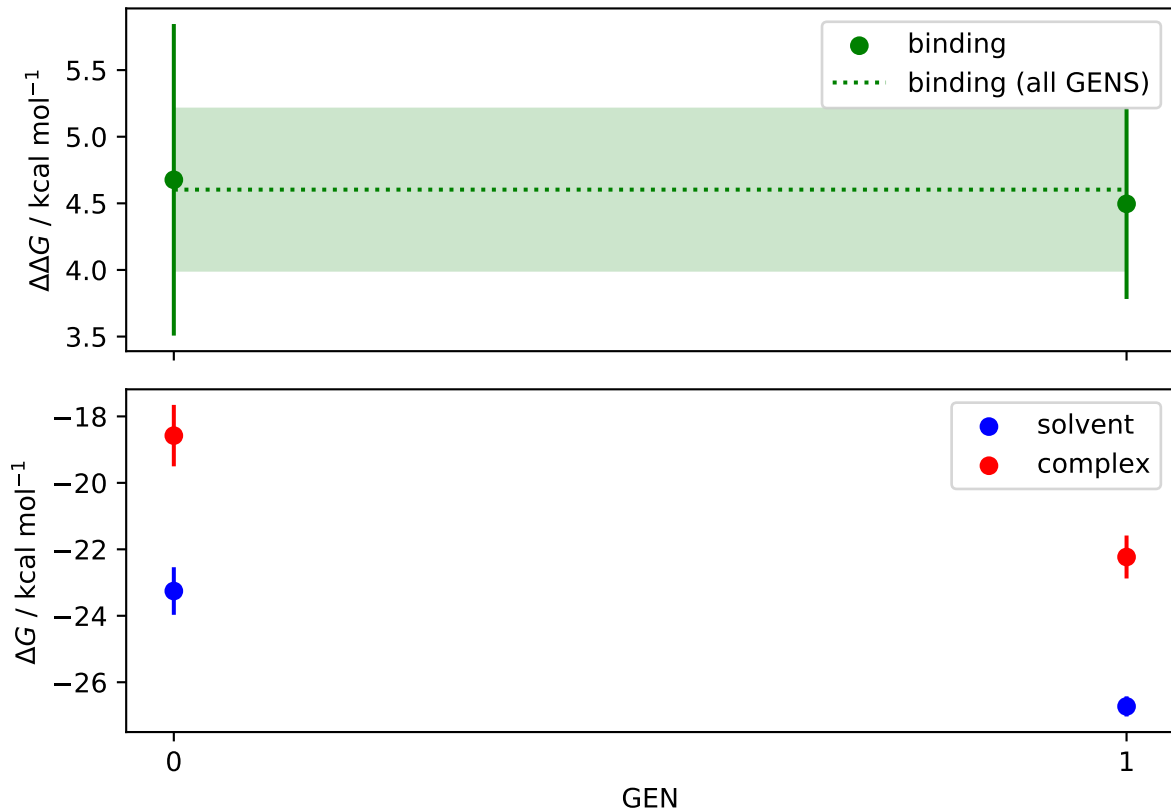 ΔΔG / kcal mol⁻¹
5.5
5.0
4.5
4.0
3.5
binding
binding (all GENS)
ΔG / kcal mol⁻¹
−18
−20
−22
−24
−26
solvent
complex
0
1
GEN